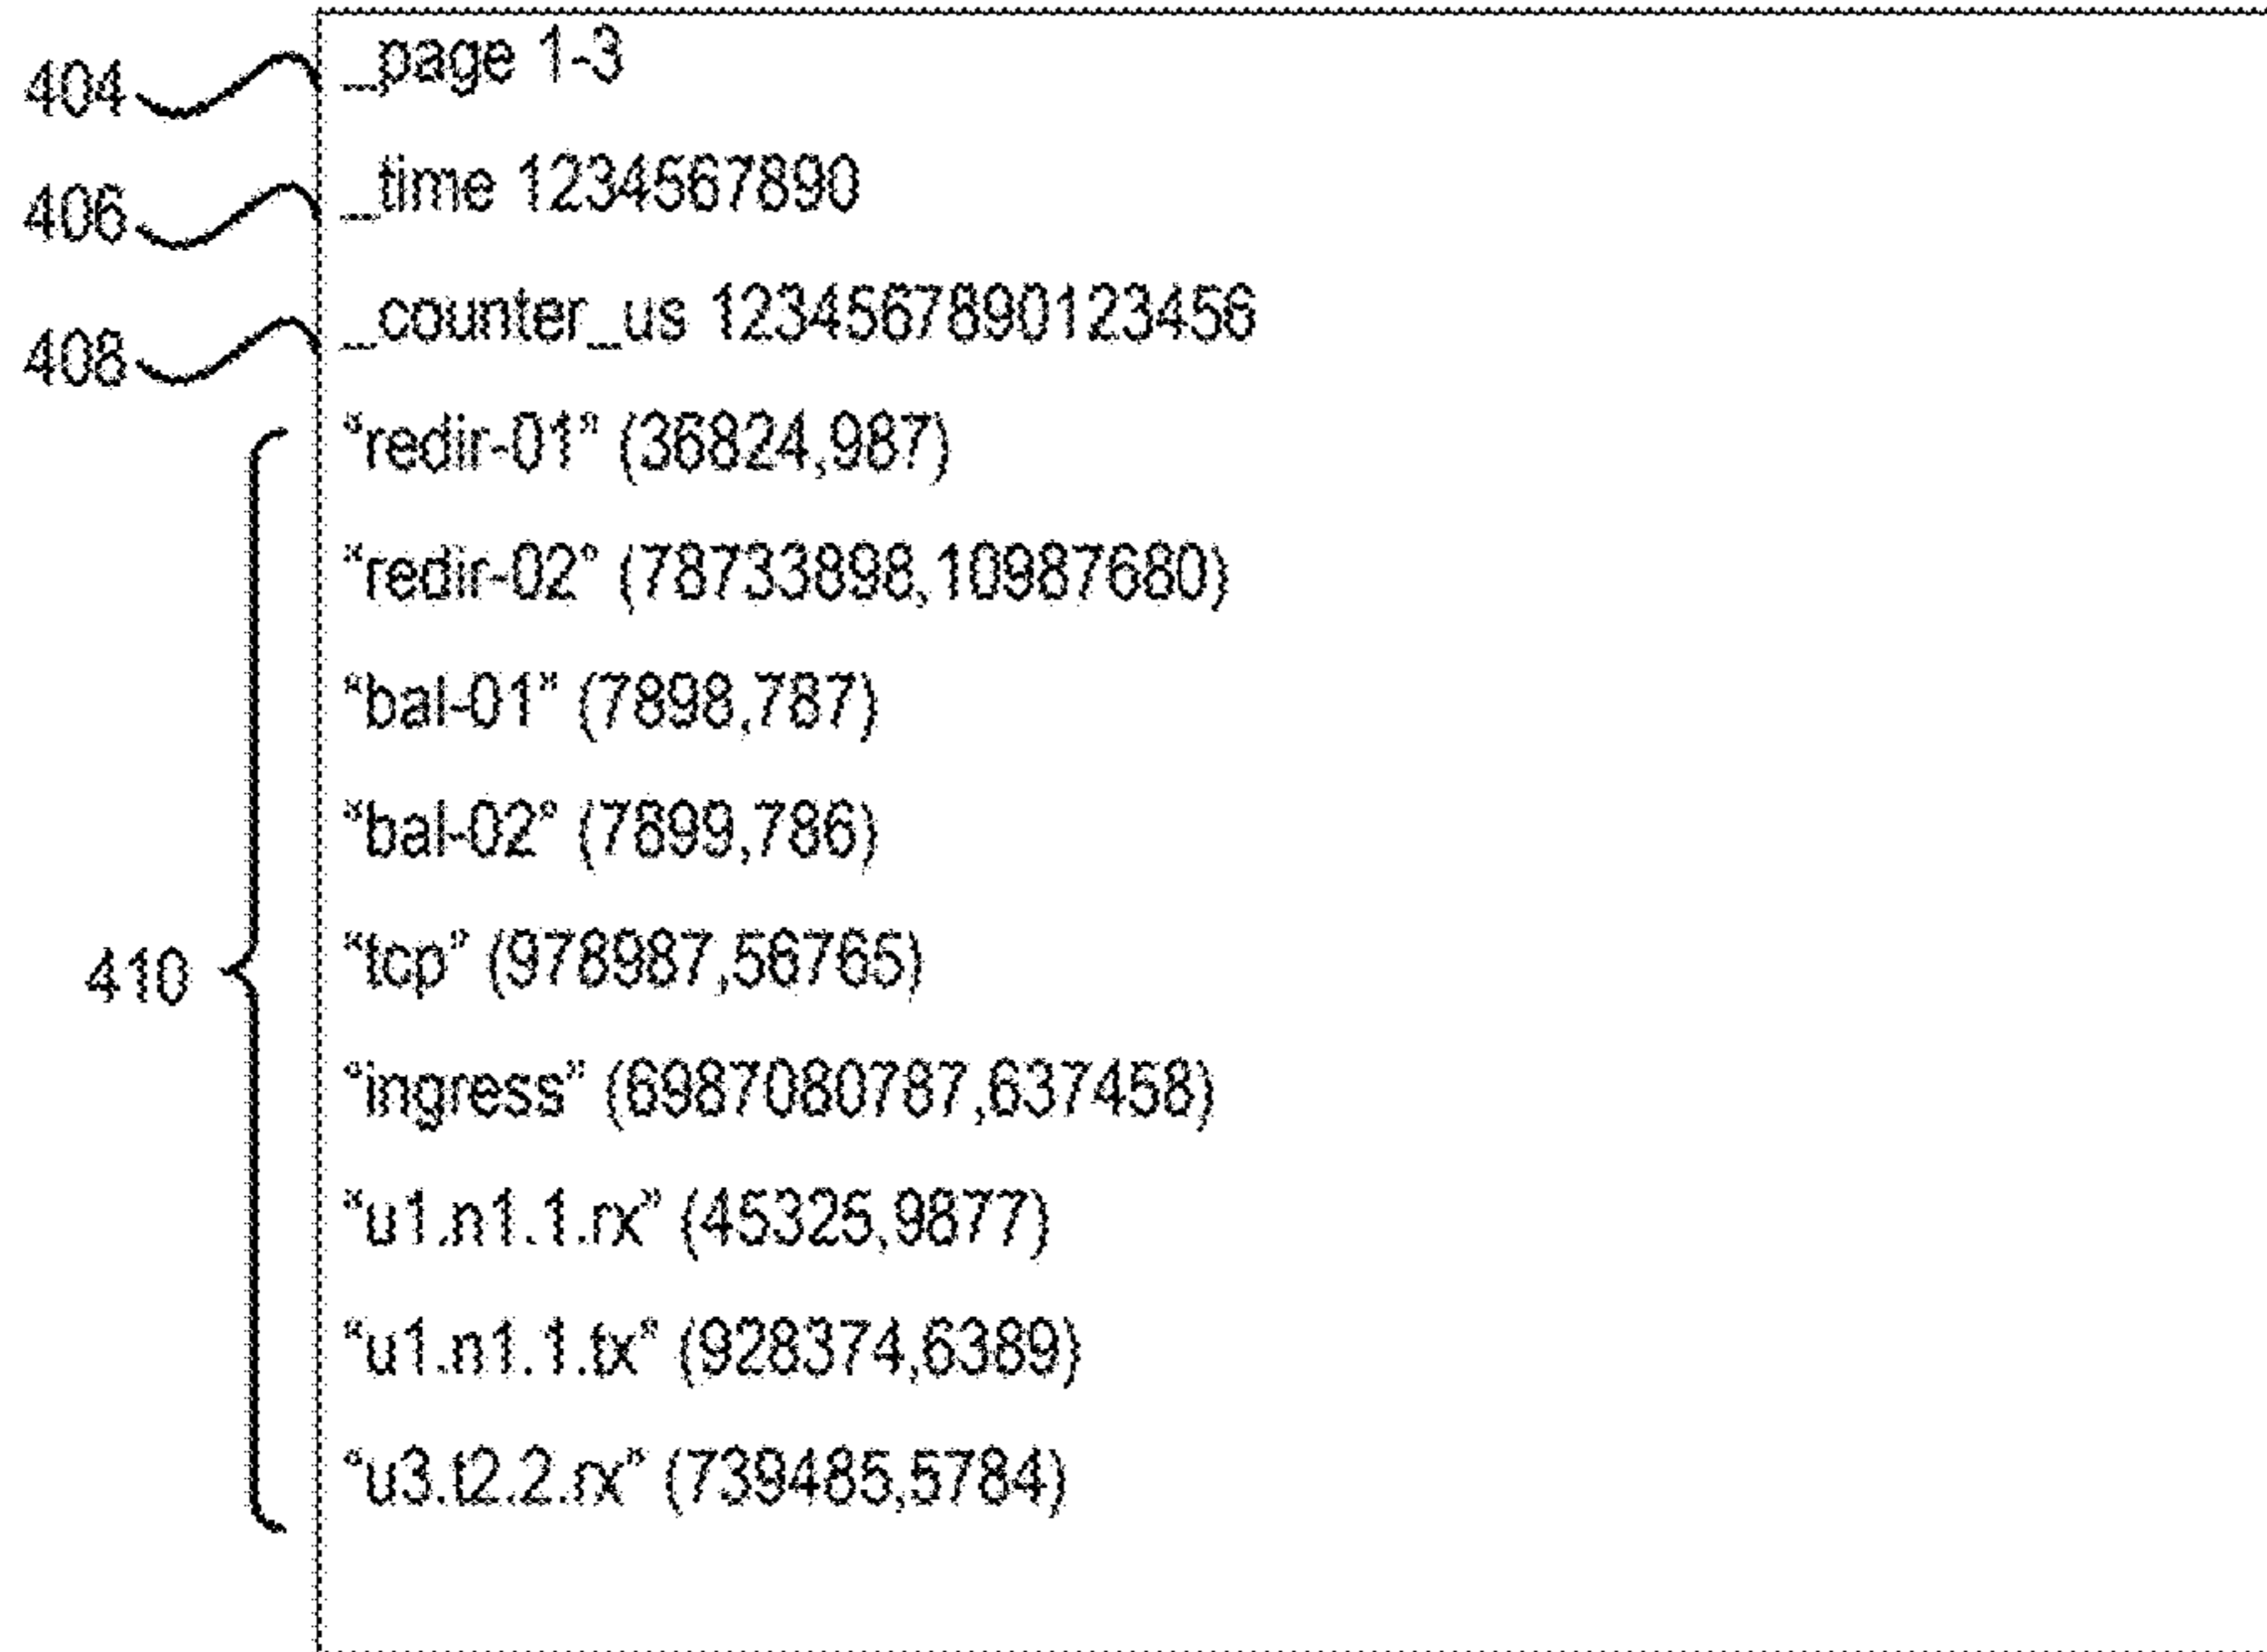 404 _page 1-3
406 _time 1234567890
408 _counter_us 1234567890123456
“redir-01” (36824,987)
“redir-02” (78733898,10987680)
“bal-01” (7898,787)
“bal-02” (7899,786)
410 “tcp” (978987,56765)
“ingress” (6987080787,637458)
“u1.n1.1.rx” (45325,9877)
“u1.n1.1.tx” (928374,6389)
“u3.t2.2.rx” (739485,5784)